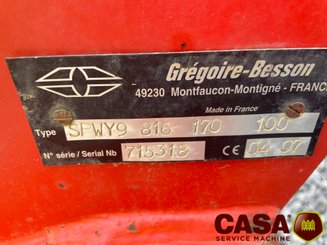 Grégoire-Besson
49230 Montfaucon-Montigné - FRANC
Made in France
Type SPWY9 816 170 100
N° série / Serial Nb 715318 CE 04 07
CASA
SERVICE MACHINE